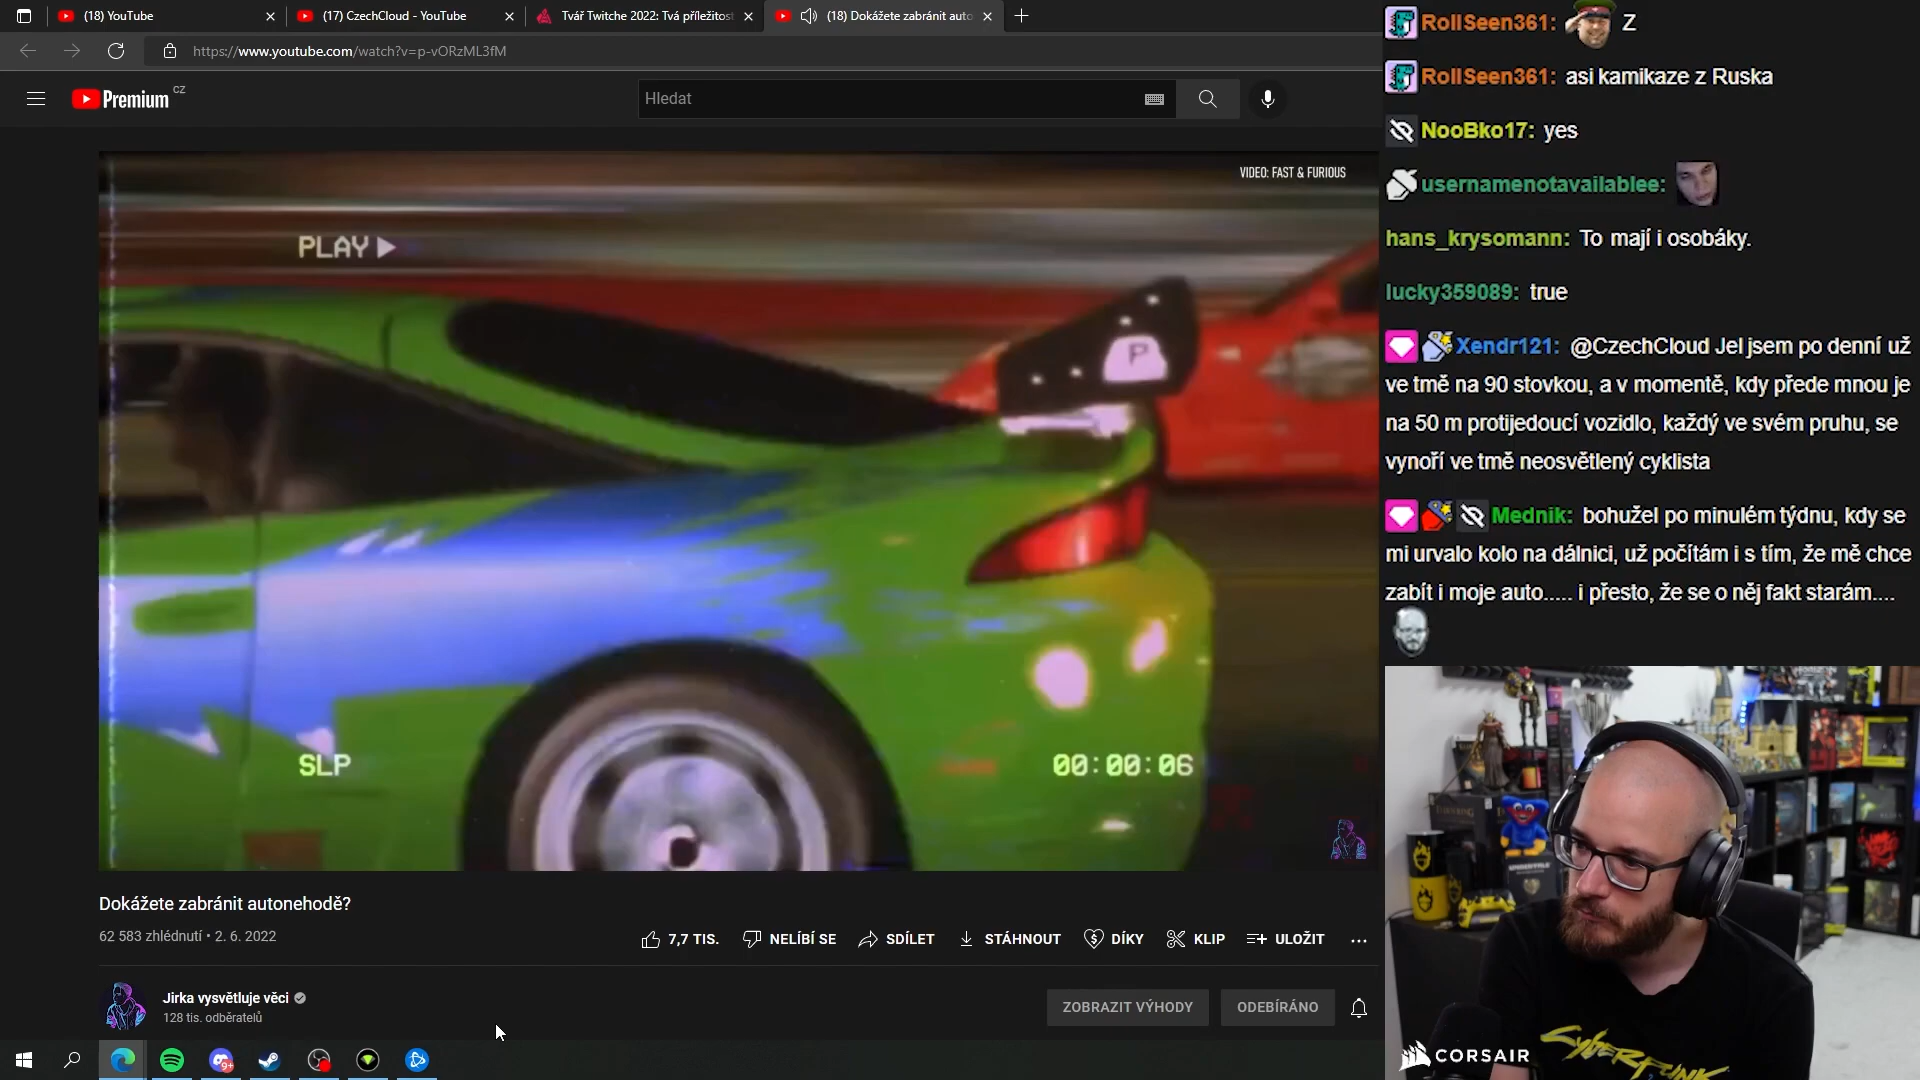 (18) YouTube
(17) CzechCloud - YouTube
Tvář Twitche 2022: Tvá příležitost
(18) Dokážete zabránit auto
https://www.youtube.com/watch?v=p-vORzML3fM
Premium CZ
Hledat
VIDEO: FAST & FURIOUS
PLAY
P
SLP
00:00:06
Dokážete zabránit autonehodě?
62 583 zhlédnutí • 2. 6. 2022
7,7 TIS.
NELÍBÍ SE
SDÍLET
STÁHNOUT
DÍKY
KLIP
ULOŽIT
Jirka vysvětluje věci
128 tis. odběratelů
ZOBRAZIT VÝHODY
ODEBÍRÁNO
9+
RollSeen361: Z
RollSeen361: asi kamikaze z Ruska
NooBko17: yes
usernamenotavailablee:
hans_krysomann: To mají i osobáky.
lucky359089: true
Xendr121: @CzechCloud Jel jsem po denní už
ve tmě na 90 stovkou, a v momentě, kdy přede mnou je
na 50 m protijedoucí vozidlo, každý ve svém pruhu, se
vynoří ve tmě neosvětlený cyklista
Mednik: bohužel po minulém týdnu, kdy se
mi urvalo kolo na dálnici, už počítám i s tím, že mě chce
zabít i moje auto..... i přesto, že se o něj fakt starám....
CORSAIR
CYBERPUNK